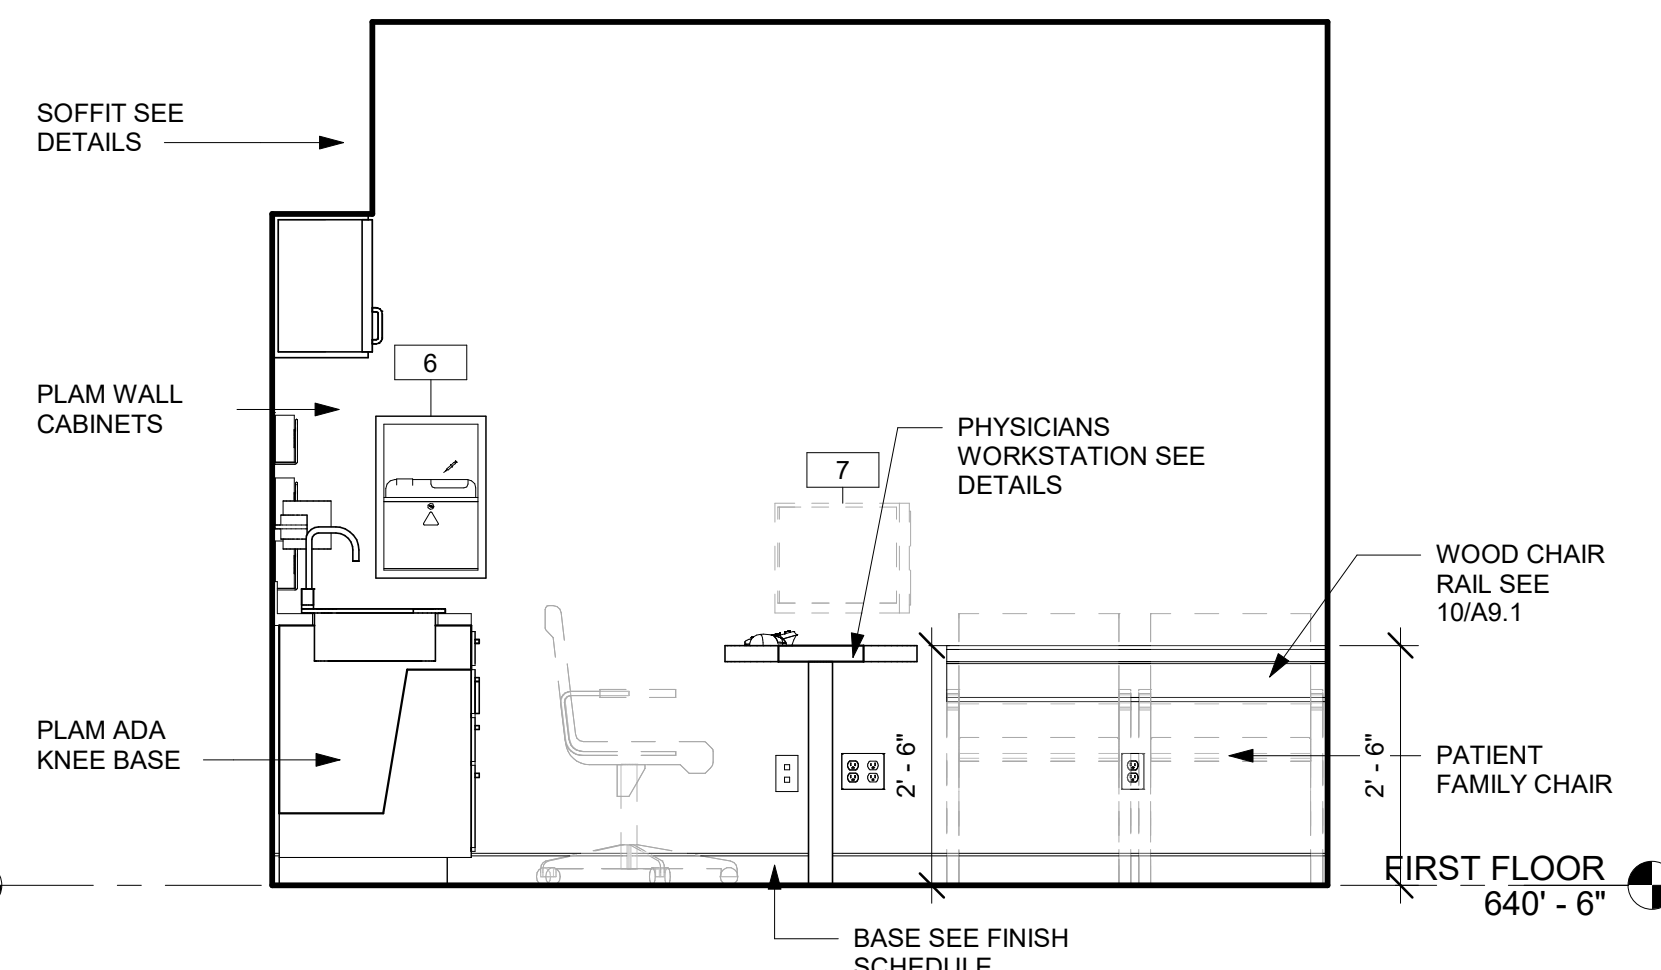 SOFFIT SEE
DETAILS
6
PLAM WALL
CABINETS
PHYSICIANS
WORKSTATION SEE
DETAILS
7
WOOD CHAIR
RAIL SEE
10/A9.1
PLAM ADA
KNEE BASE
2' - 6"
2' - 6"
PATIENT
FAMILY CHAIR
FIRST FLOOR
640' - 6"
BASE SEE FINISH
SCHEDULE